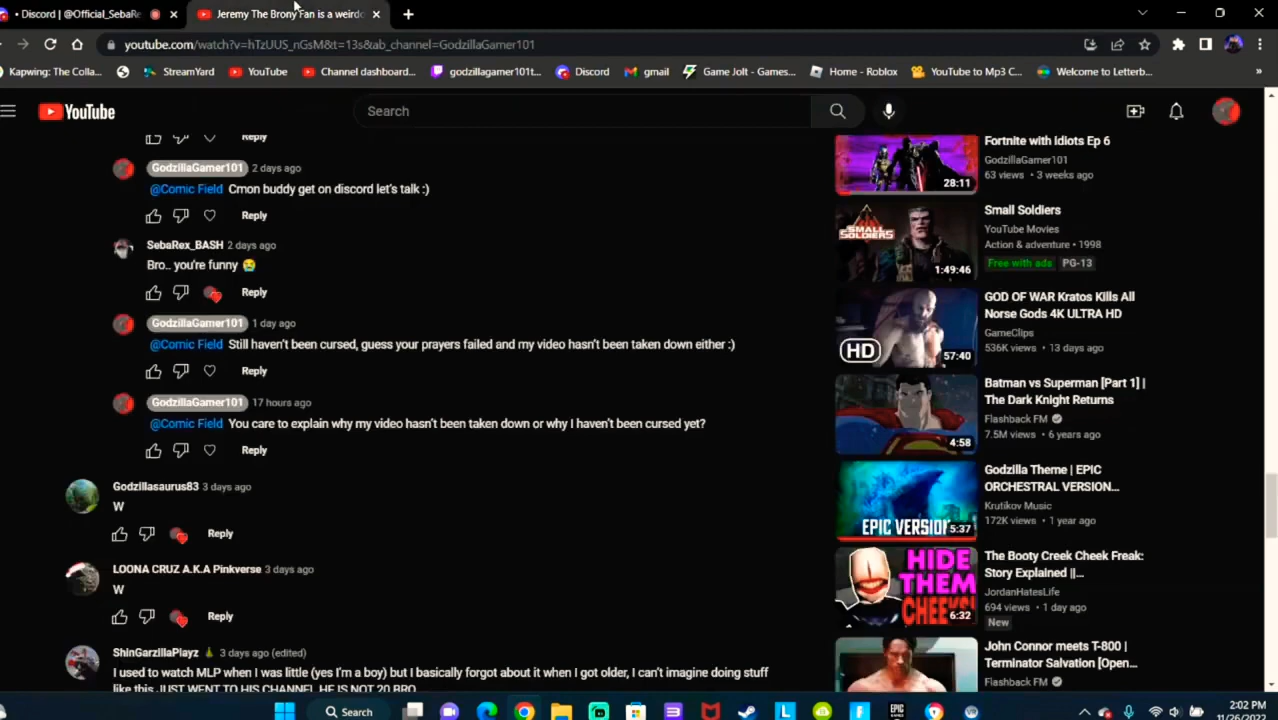 Discord | @Official_SebaRe
Jeremy The Brony Fan is a weirdo
youtube.com/watch?v=hTzUUS_nGsM&t=13s&ab_channel=GodzillaGamer101
Kapwing: The Colla...
StreamYard
YouTube
Channel dashboard...
godzillagamer101t...
Discord
gmail
Game Jolt - Games...
Home - Roblox
YouTube to Mp3 C...
Welcome to Letterb...
»
YouTube
Search
Reply
GodzillaGamer101 2 days ago
@Comic Field Cmon buddy get on discord let's talk :)
Reply
SebaRex_BASH 2 days ago
Bro.. you're funny 😭
Reply
GodzillaGamer101 1 day ago
@Comic Field Still haven't been cursed, guess your prayers failed and my video hasn't been taken down either :)
Reply
GodzillaGamer101 17 hours ago
@Comic Field You care to explain why my video hasn't been taken down or why I haven't been cursed yet?
Reply
Godzillasaurus83 3 days ago
W
Reply
LOONA CRUZ A.K.A Pinkverse 3 days ago
W
Reply
ShinGarzillaPlayz 3 days ago (edited)
I used to watch MLP when I was little (yes I'm a boy) but I basically forgot about it when I got older, I can't imagine doing stuff
like this JUST WENT TO HIS CHANNEL HE IS NOT 20 BRO
28:11
Fortnite with Idiots Ep 6
GodzillaGamer101
63 views • 3 weeks ago
SMALL SOLDIERS
1:49:46
Small Soldiers
YouTube Movies
Action & adventure • 1998
Free with ads PG-13
HD
57:40
GOD OF WAR Kratos Kills All
Norse Gods 4K ULTRA HD
GameClips
536K views • 13 days ago
4:58
Batman vs Superman [Part 1] |
The Dark Knight Returns
Flashback FM
7.5M views • 6 years ago
EPIC VERSION
5:37
Godzilla Theme | EPIC
ORCHESTRAL VERSION...
Krutikov Music
172K views • 1 year ago
HIDE
THEM
CHEEKS!
6:32
The Booty Creek Cheek Freak:
Story Explained ||...
JordanHatesLife
694 views • 1 day ago
New
John Connor meets T-800 |
Terminator Salvation [Open...
Flashback FM
Search
L
F
EPIC
2:02 PM
11/26/2022